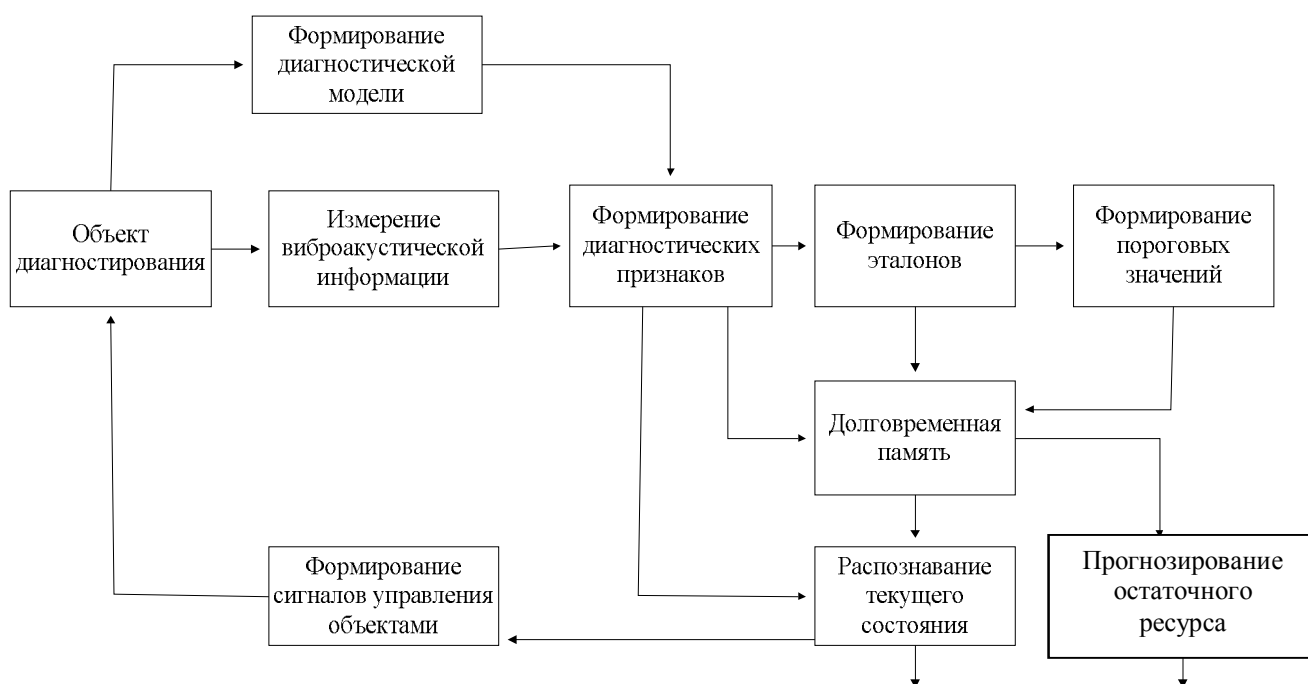 Формирование
диагностической
модели
Объект
диагностирования
Измерение
виброакустической
информации
Формирование
диагностических
признаков
Формирование
эталонов
Формирование
пороговых
значений
Долговременная
память
Формирование
сигналов управления
объектами
Распознавание
текущего
состояния
Прогнозирование
остаточного
ресурса